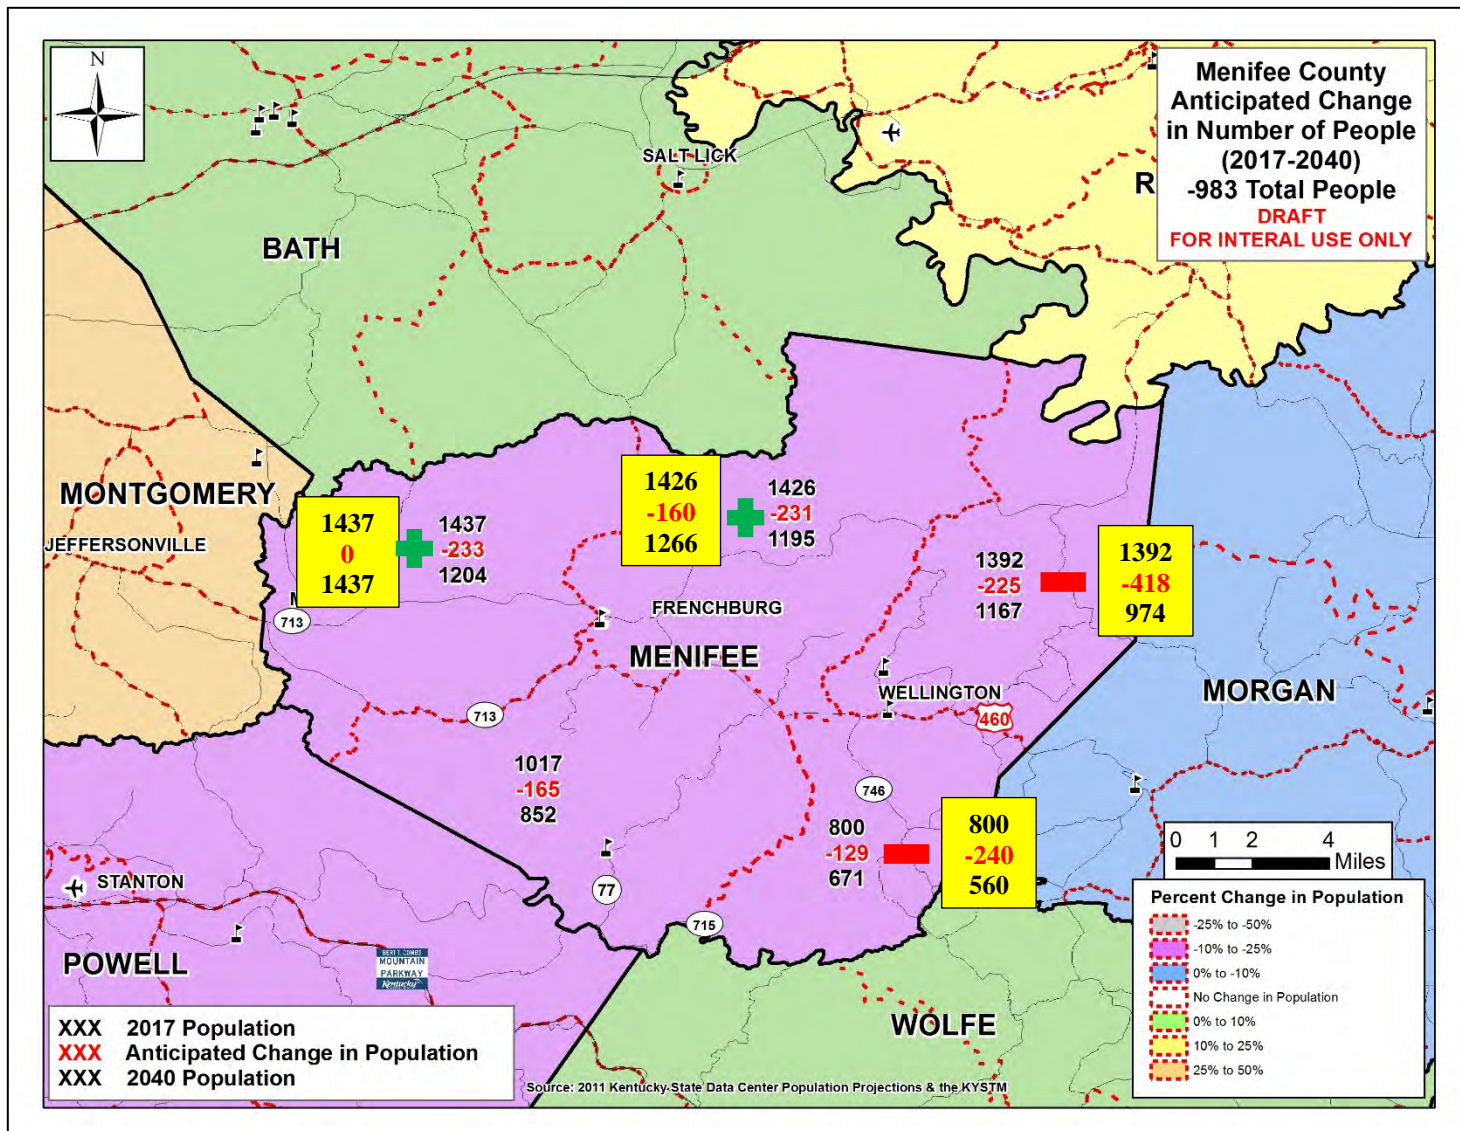 N
Menifee County
Anticipated Change
in Number of People
(2017-2040)
-983 Total People
DRAFT
FOR INTERAL USE ONLY
SALT LICK
R
BATH
MONTGOMERY
JEFFERSONVILLE
1437
0
1437
1437
-233
1204
1426
-160
1266
1426
-231
1195
1392
-225
1167
1392
-418
974
M
713
FRENCHBURG
MENIFEE
WELLINGTON
MORGAN
713
460
1017
-165
852
746
800
-129
671
800
-240
560
0 1 2 4
Miles
STANTON
77
715
POWELL
BERT T. COMBS
MOUNTAIN
PARKWAY
Kentucky
WOLFE
Percent Change in Population
-25% to -50%
-10% to -25%
0% to -10%
No Change in Population
0% to 10%
10% to 25%
25% to 50%
XXX 2017 Population
XXX Anticipated Change in Population
XXX 2040 Population
Source: 2011 Kentucky State Data Center Population Projections & the KYSTM